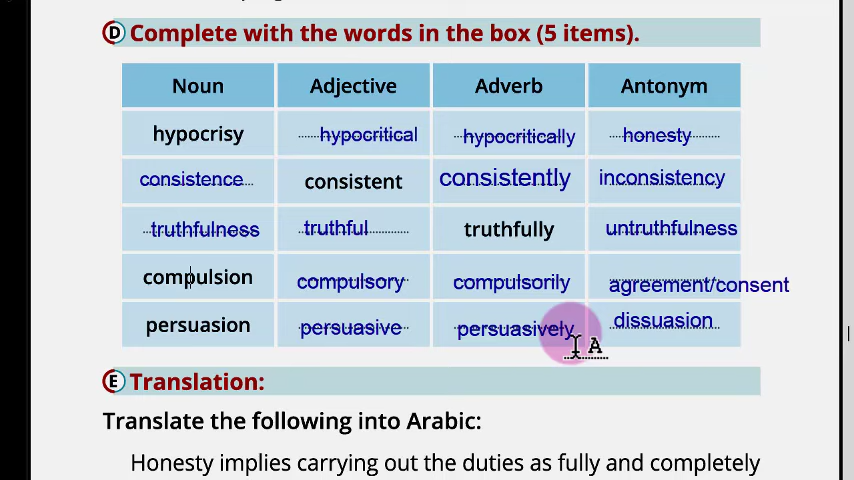 D Complete with the words in the box (5 items).
Noun Adjective Adverb Antonym
hypocrisy hypocritical hypocritically honesty
consistence consistent consistently inconsistency
truthfulness truthful truthfully untruthfulness
compulsion compulsory compulsorily agreement/consent
persuasion persuasive persuasively dissuasion
A
E Translation:
Translate the following into Arabic:
Honesty implies carrying out the duties as fully and completely